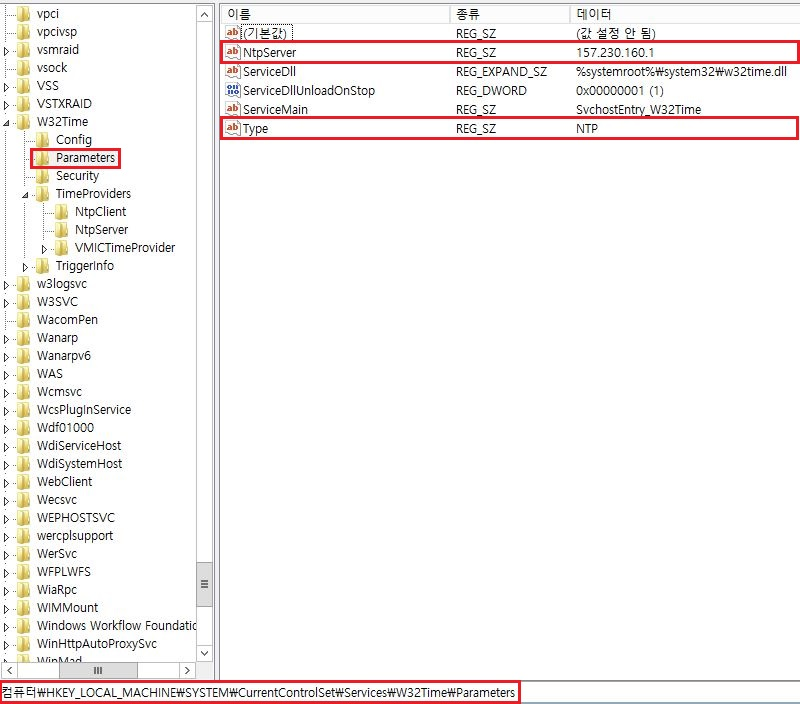 vpci
vpcivsp
vsmraid
vsock
VSS
VSTXRAID
W32Time
Config
Parameters
Security
TimeProviders
NtpClient
NtpServer
VMICTimeProvider
TriggerInfo
w3logsvc
W3SVC
WacomPen
Wanarp
Wanarpv6
WAS
Wcmsvc
WcsPlugInService
Wdf01000
WdiServiceHost
WdiSystemHost
WebClient
Wecsvc
WEPHOSTSVC
wercplsupport
WerSvc
WFPLWFS
WiaRpc
WIMMount
Windows Workflow Foundatic
WinHttpAutoProxySvc
WinMad
이름 종류 데이터
(기본값) REG_SZ (값 설정 안 됨)
NtpServer REG_SZ 157.230.160.1
ServiceDll REG_EXPAND_SZ %systemroot%₩system32₩w32time.dll
ServiceDllUnloadOnStop REG_DWORD 0x00000001 (1)
ServiceMain REG_SZ SvchostEntry_W32Time
Type REG_SZ NTP
컴퓨터₩HKEY_LOCAL_MACHINE₩SYSTEM₩CurrentControlSet₩Services₩W32Time₩Parameters